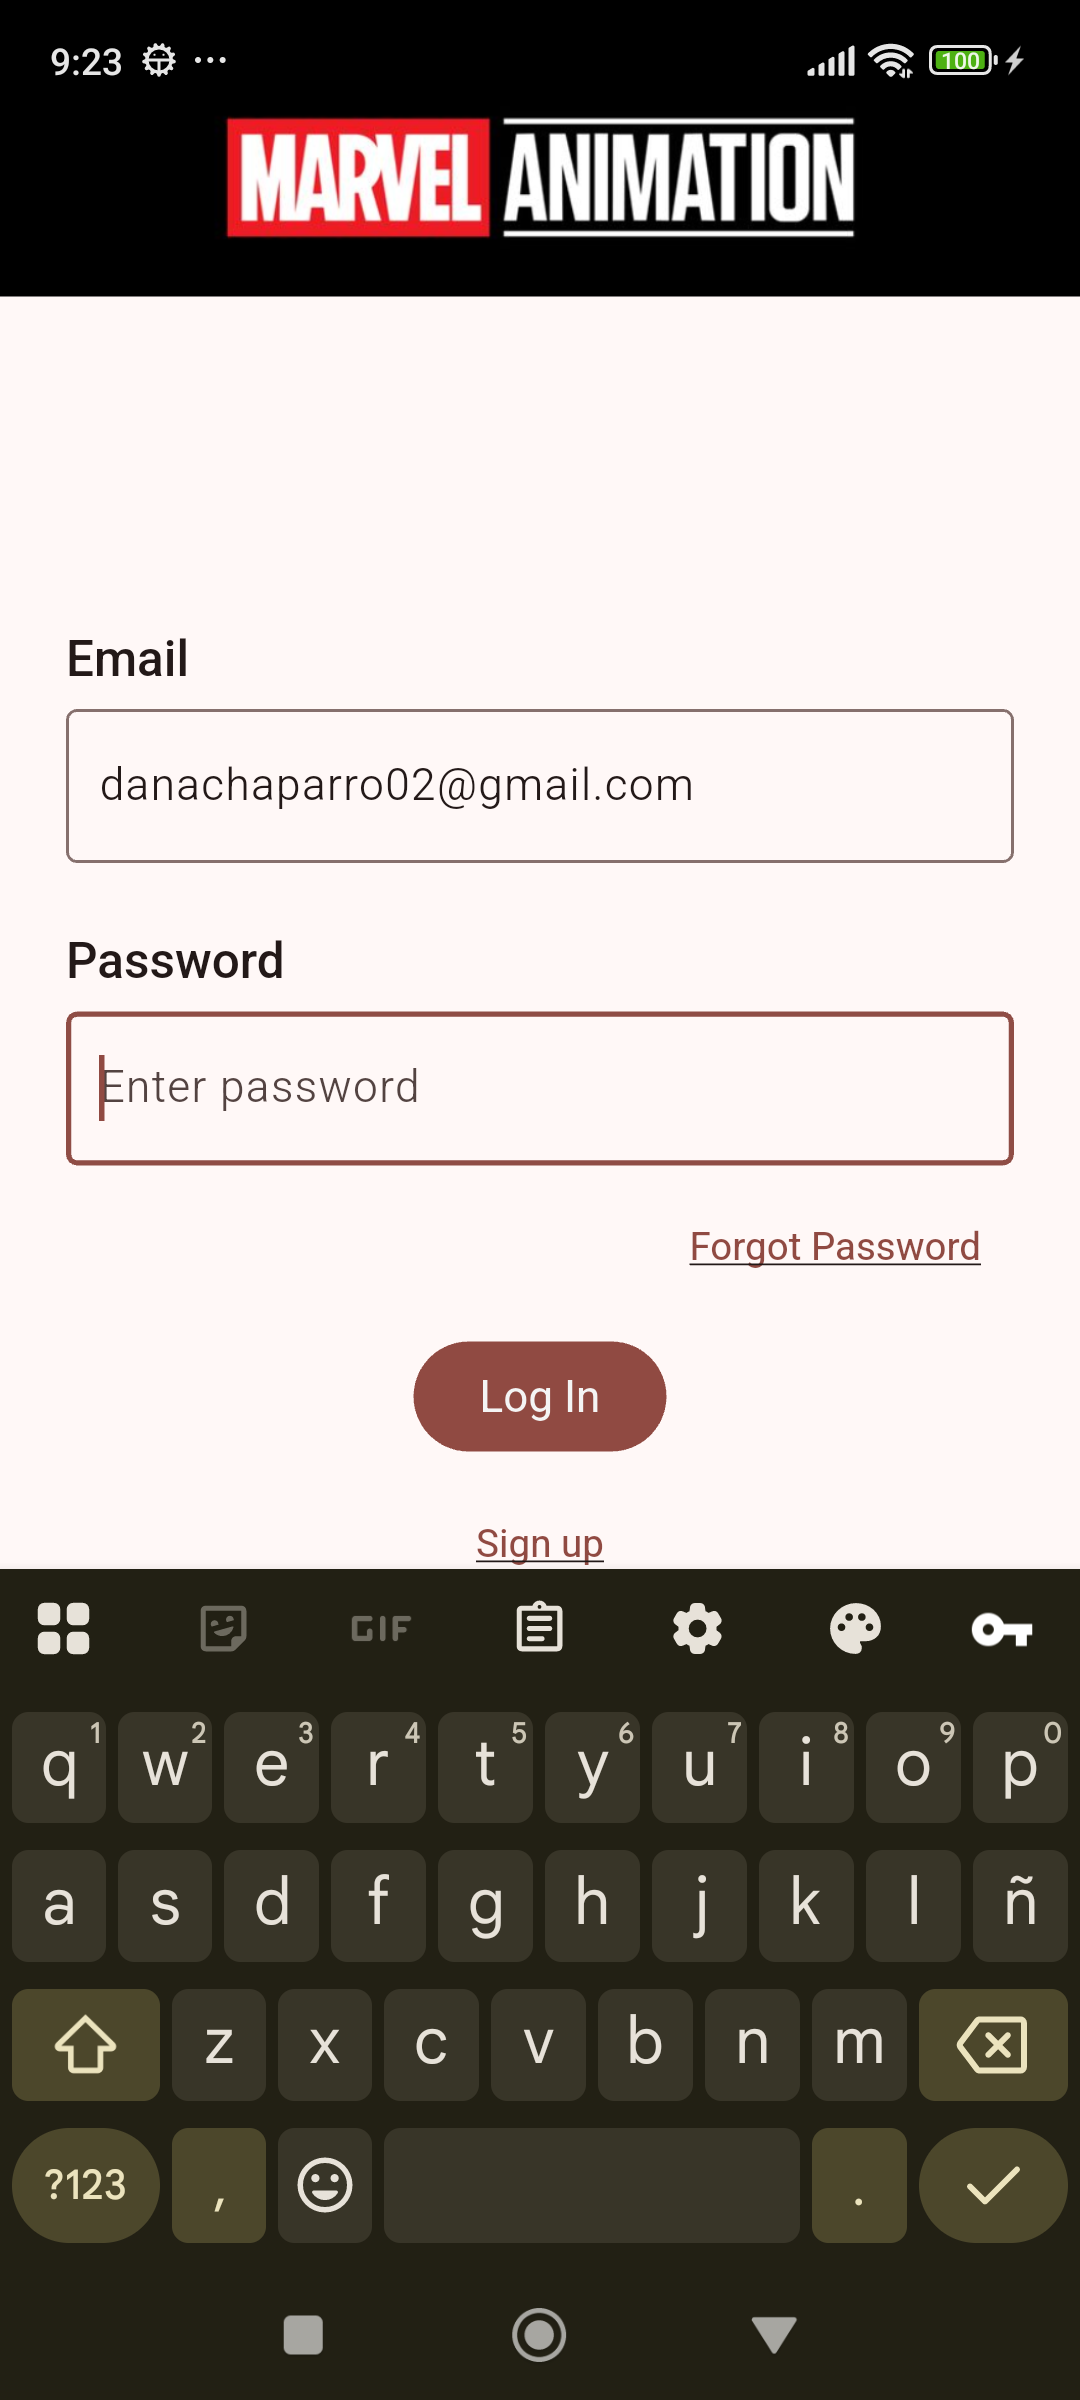 9:23 ... 100
MARVEL ANIMATION
Email
danachaparro02@gmail.com
Password
Enter password
Forgot Password
Log In
Sign up
GIF
1 2 3 4 5 6 7 8 9 0
q w e r t y u i o p
a s d f g h j k l ñ
z x c v b n m
?123 , .